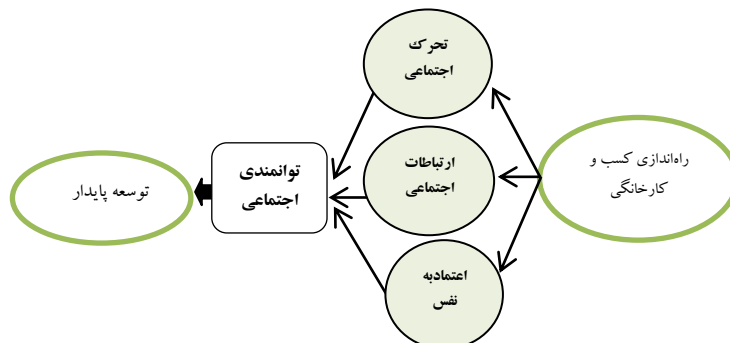 راه‌اندازی کسب و
کارخانگی
تحرک
اجتماعی
ارتباطات
اجتماعی
اعتمادبه
نفس
توانمندی
اجتماعی
توسعه پایدار